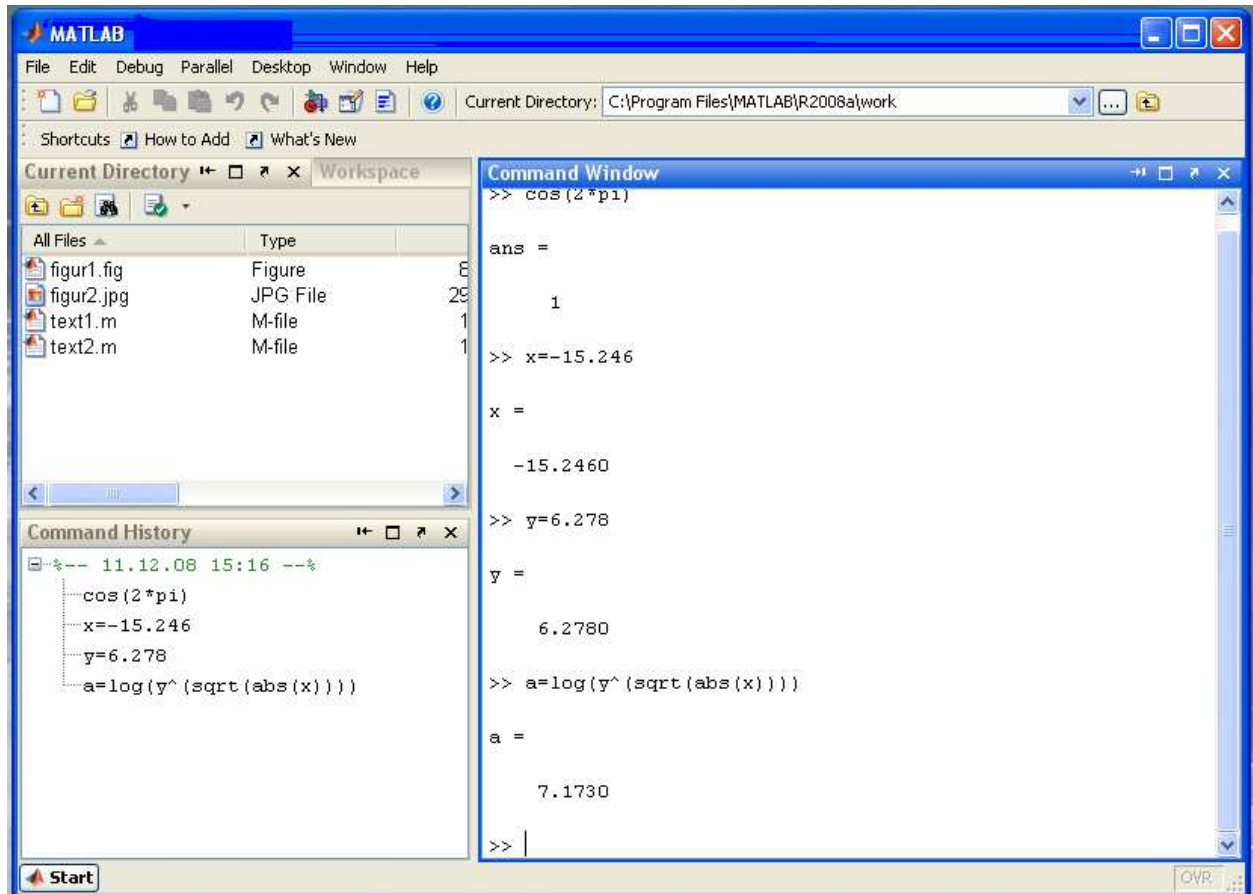 MATLAB
File Edit Debug Parallel Desktop Window Help
Current Directory: C:\Program Files\MATLAB\R2008a\work
Shortcuts How to Add What's New
Current Directory Workspace
All Files Type
figur1.fig Figure 8
figur2.jpg JPG File 29
text1.m M-file 1
text2.m M-file 1
Command History
%-- 11.12.08 15:16 --%
cos(2*pi)
x=-15.246
y=6.278
a=log(y^(sqrt(abs(x))))
Command Window
>> cos(2*pi)
ans =
1
>> x=-15.246
x =
-15.2460
>> y=6.278
y =
6.2780
>> a=log(y^(sqrt(abs(x))))
a =
7.1730
>>
Start
OVR